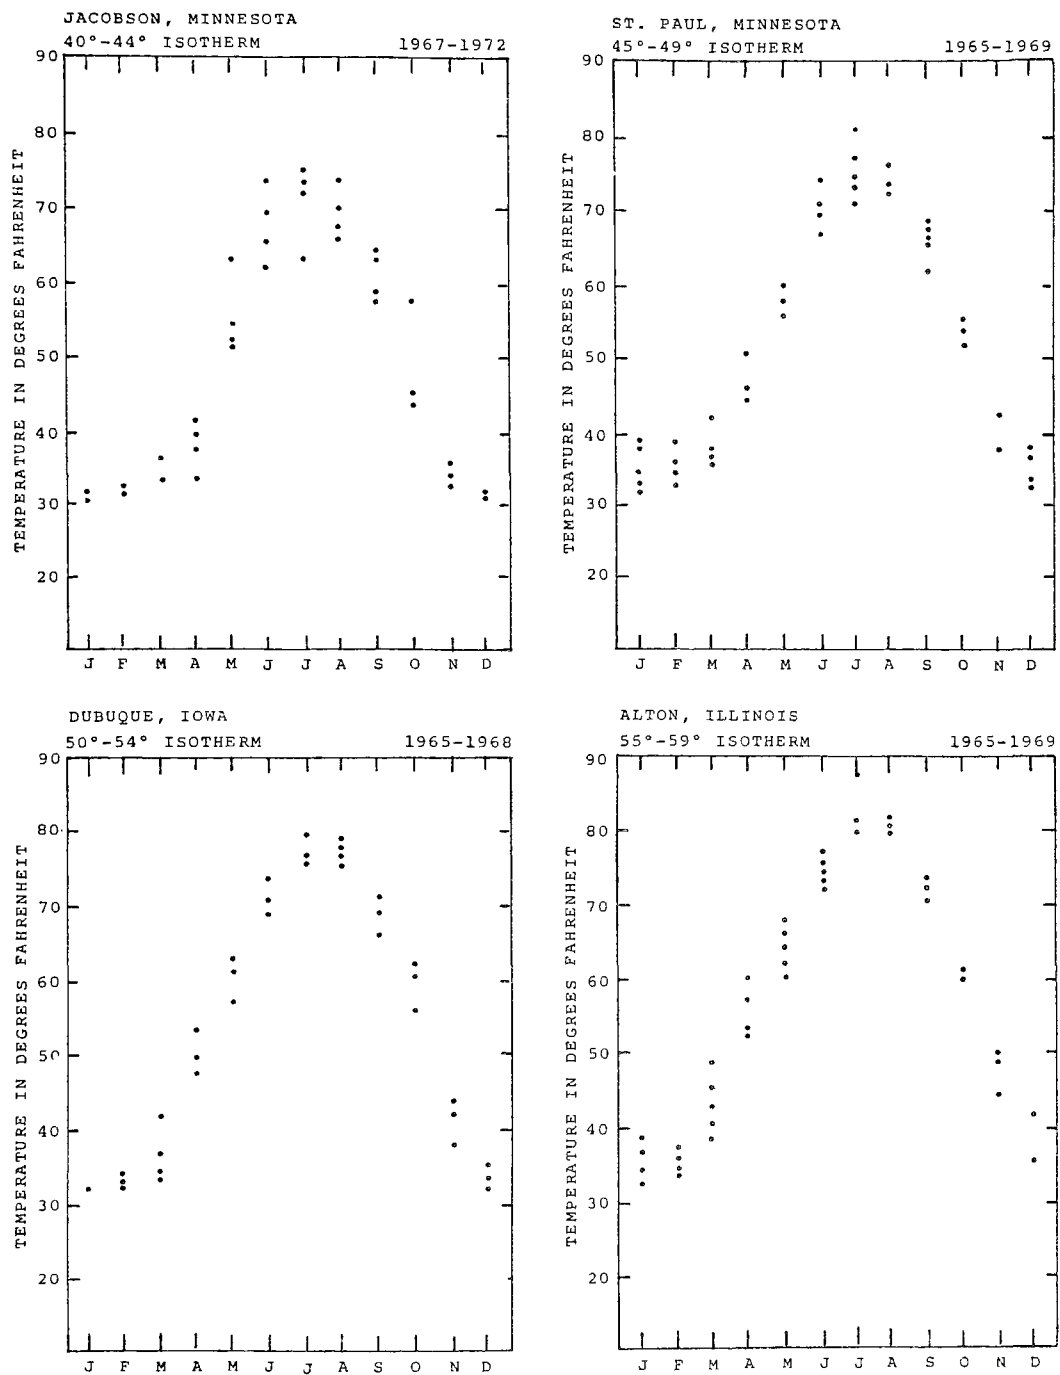 JACOBSON, MINNESOTA
40°-44° ISOTHERM 1967-1972
90
80
70
60
50
40
30
20
TEMPERATURE IN DEGREES FAHRENHEIT
J F M A M J J A S O N D
ST. PAUL, MINNESOTA
45°-49° ISOTHERM 1965-1969
90
80
70
60
50
40
30
20
TEMPERATURE IN DEGREES FAHRENHEIT
J F M A M J J A S O N D
DUBUQUE, IOWA
50°-54° ISOTHERM 1965-1968
90
80
70
60
50
40
30
20
TEMPERATURE IN DEGREES FAHRENHEIT
J F M A M J J A S O N D
ALTON, ILLINOIS
55°-59° ISOTHERM 1965-1969
90
80
70
60
50
40
30
20
TEMPERATURE IN DEGREES FAHRENHEIT
J F M A M J J A S O N D